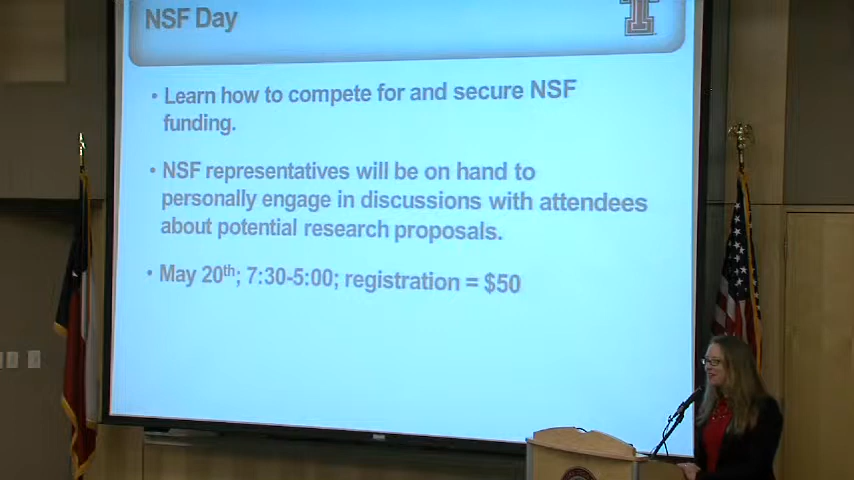 NSF Day
• Learn how to compete for and secure NSF
funding.
• NSF representatives will be on hand to
personally engage in discussions with attendees
about potential research proposals.
• May 20th; 7:30-5:00; registration = $50